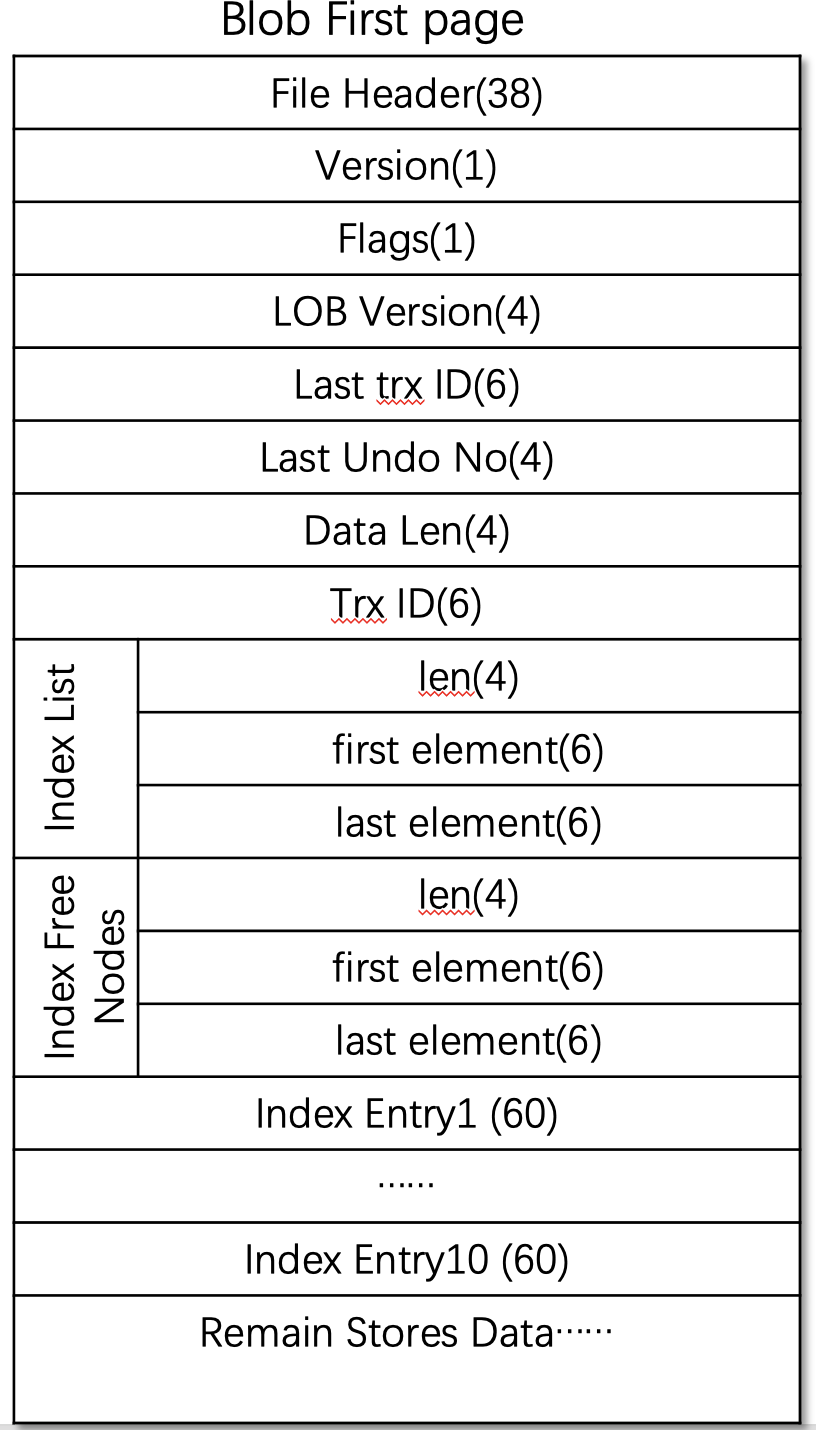 Blob First page
File Header(38)
Version(1)
Flags(1)
LOB Version(4)
Last trx ID(6)
Last Undo No(4)
Data Len(4)
Trx ID(6)
Index List
len(4)
first element(6)
last element(6)
Index Free
Nodes
len(4)
first element(6)
last element(6)
Index Entry1 (60)
……
Index Entry10 (60)
Remain Stores Data……